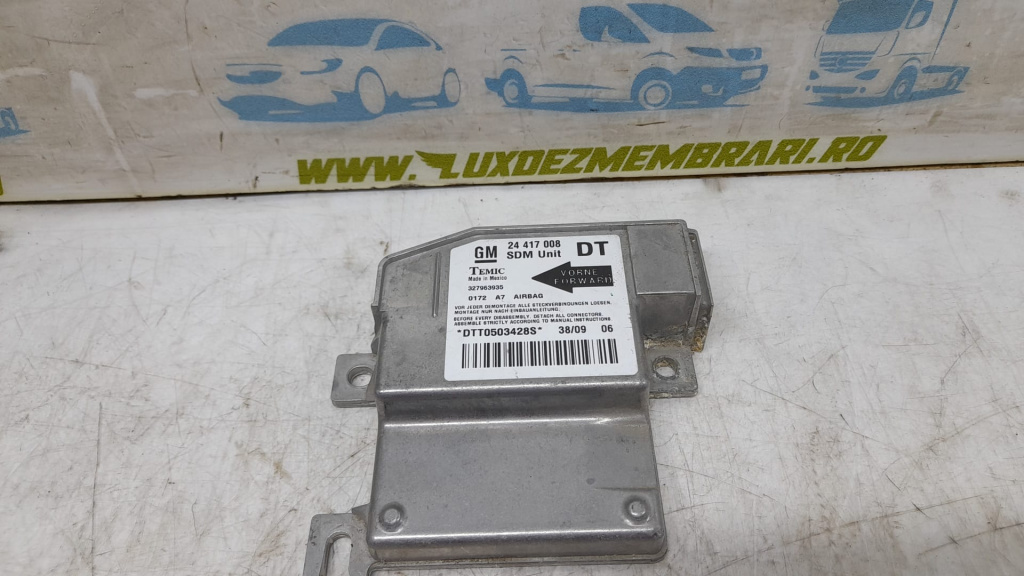 WWW.LUXDEZMEMBRARI.RO
GM 24 417 008 DT
SDM Unit
TEMIC
Made in Mexico
VORNE
FORWARD
327963935
0172 A7 AIRBAG
VOR JEDER DEMONTAGE ALLE STECKVERBINDUNGEN LOESEN.
MONTAGE NUR NACH EINBAUANLEITUNG.
BEFORE EVERY DISASSEMBLY, DETACH ALL CONNECTORS.
ASSEMBLE STRICTLY ACCORDING TO MANUAL INSTRUCTIONS
*DTT0503428S* 38/09 06